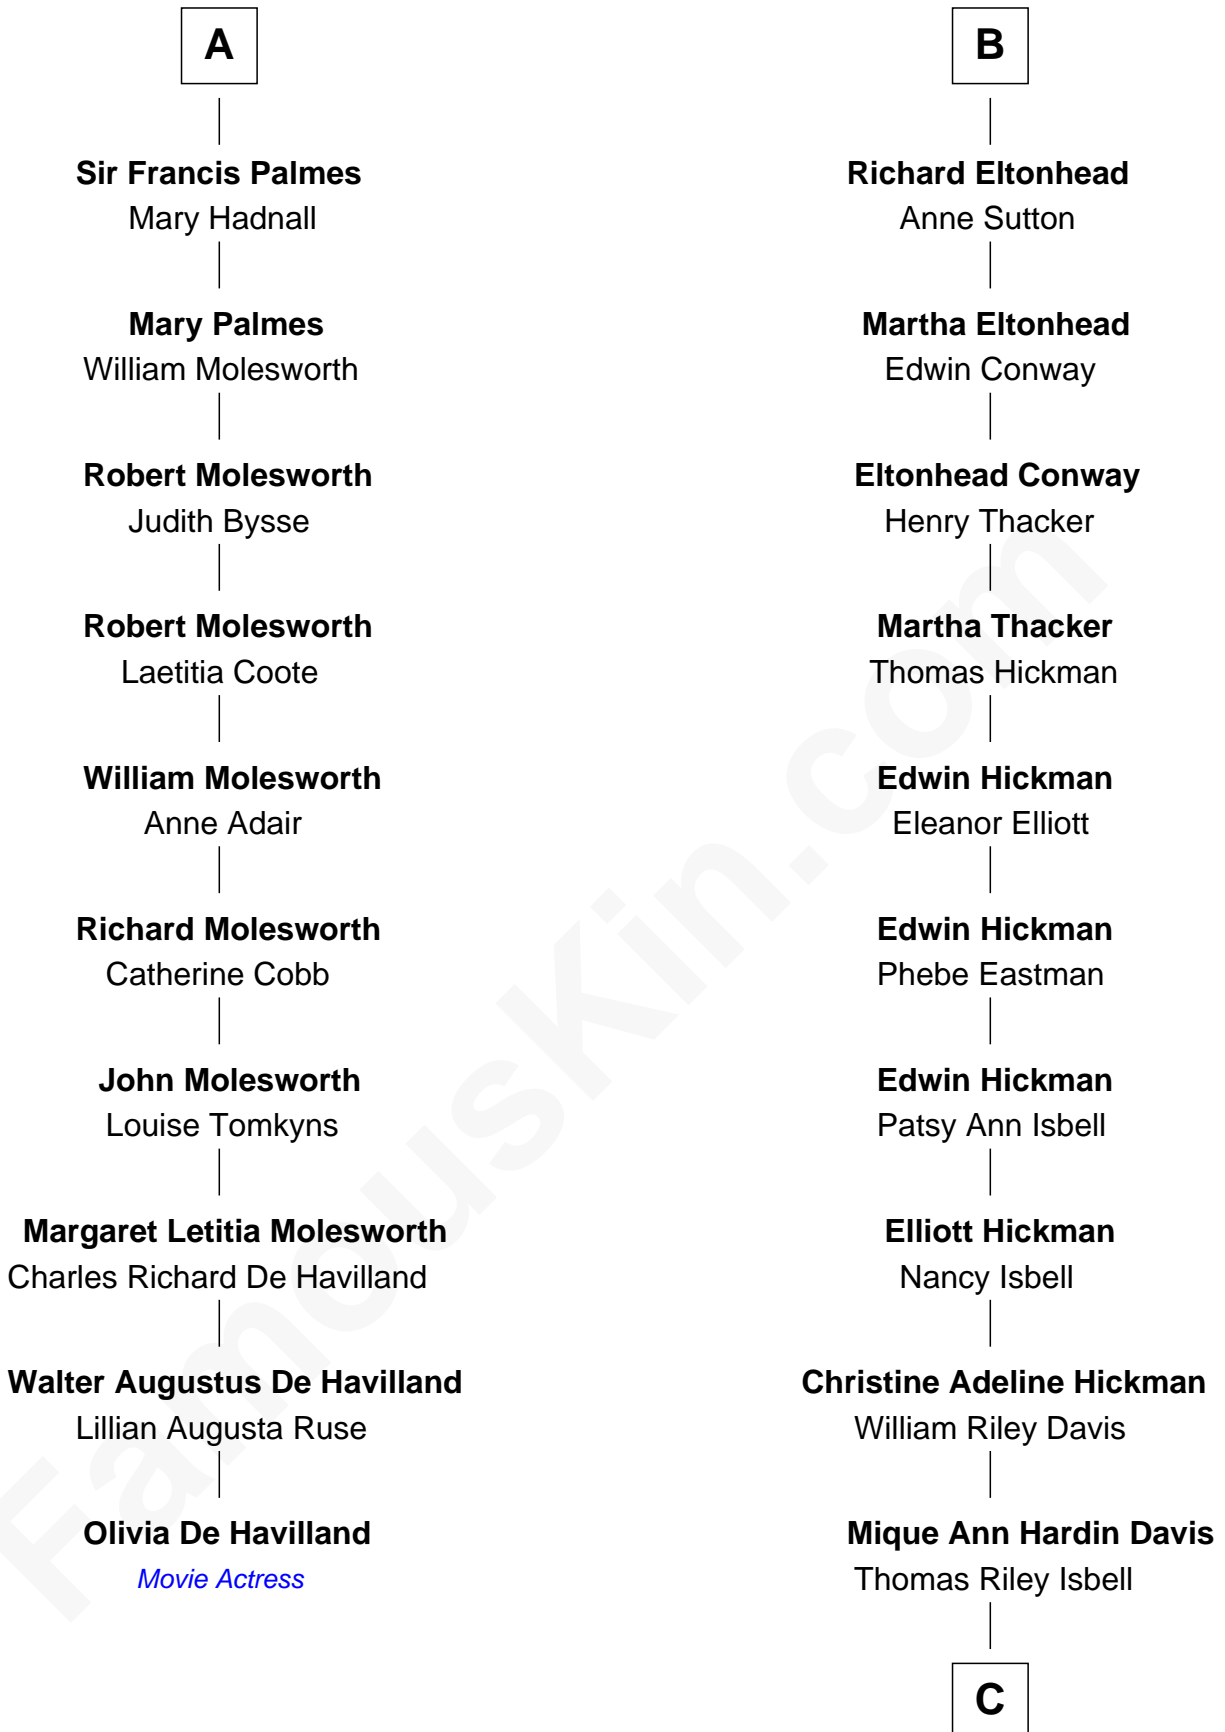 A
Sir Francis Palmes
Mary Hadnall
Mary Palmes
William Molesworth
Robert Molesworth
Judith Bysse
Robert Molesworth
Laetitia Coote
William Molesworth
Anne Adair
Richard Molesworth
Catherine Cobb
John Molesworth
Louise Tomkyns
Margaret Letitia Molesworth
Charles Richard De Havilland
Walter Augustus De Havilland
Lillian Augusta Ruse
Olivia De Havilland
Movie Actress
B
Richard Eltonhead
Anne Sutton
Martha Eltonhead
Edwin Conway
Eltonhead Conway
Henry Thacker
Martha Thacker
Thomas Hickman
Edwin Hickman
Eleanor Elliott
Edwin Hickman
Phebe Eastman
Edwin Hickman
Patsy Ann Isbell
Elliott Hickman
Nancy Isbell
Christine Adeline Hickman
William Riley Davis
Mique Ann Hardin Davis
Thomas Riley Isbell
C
FamousKin.com